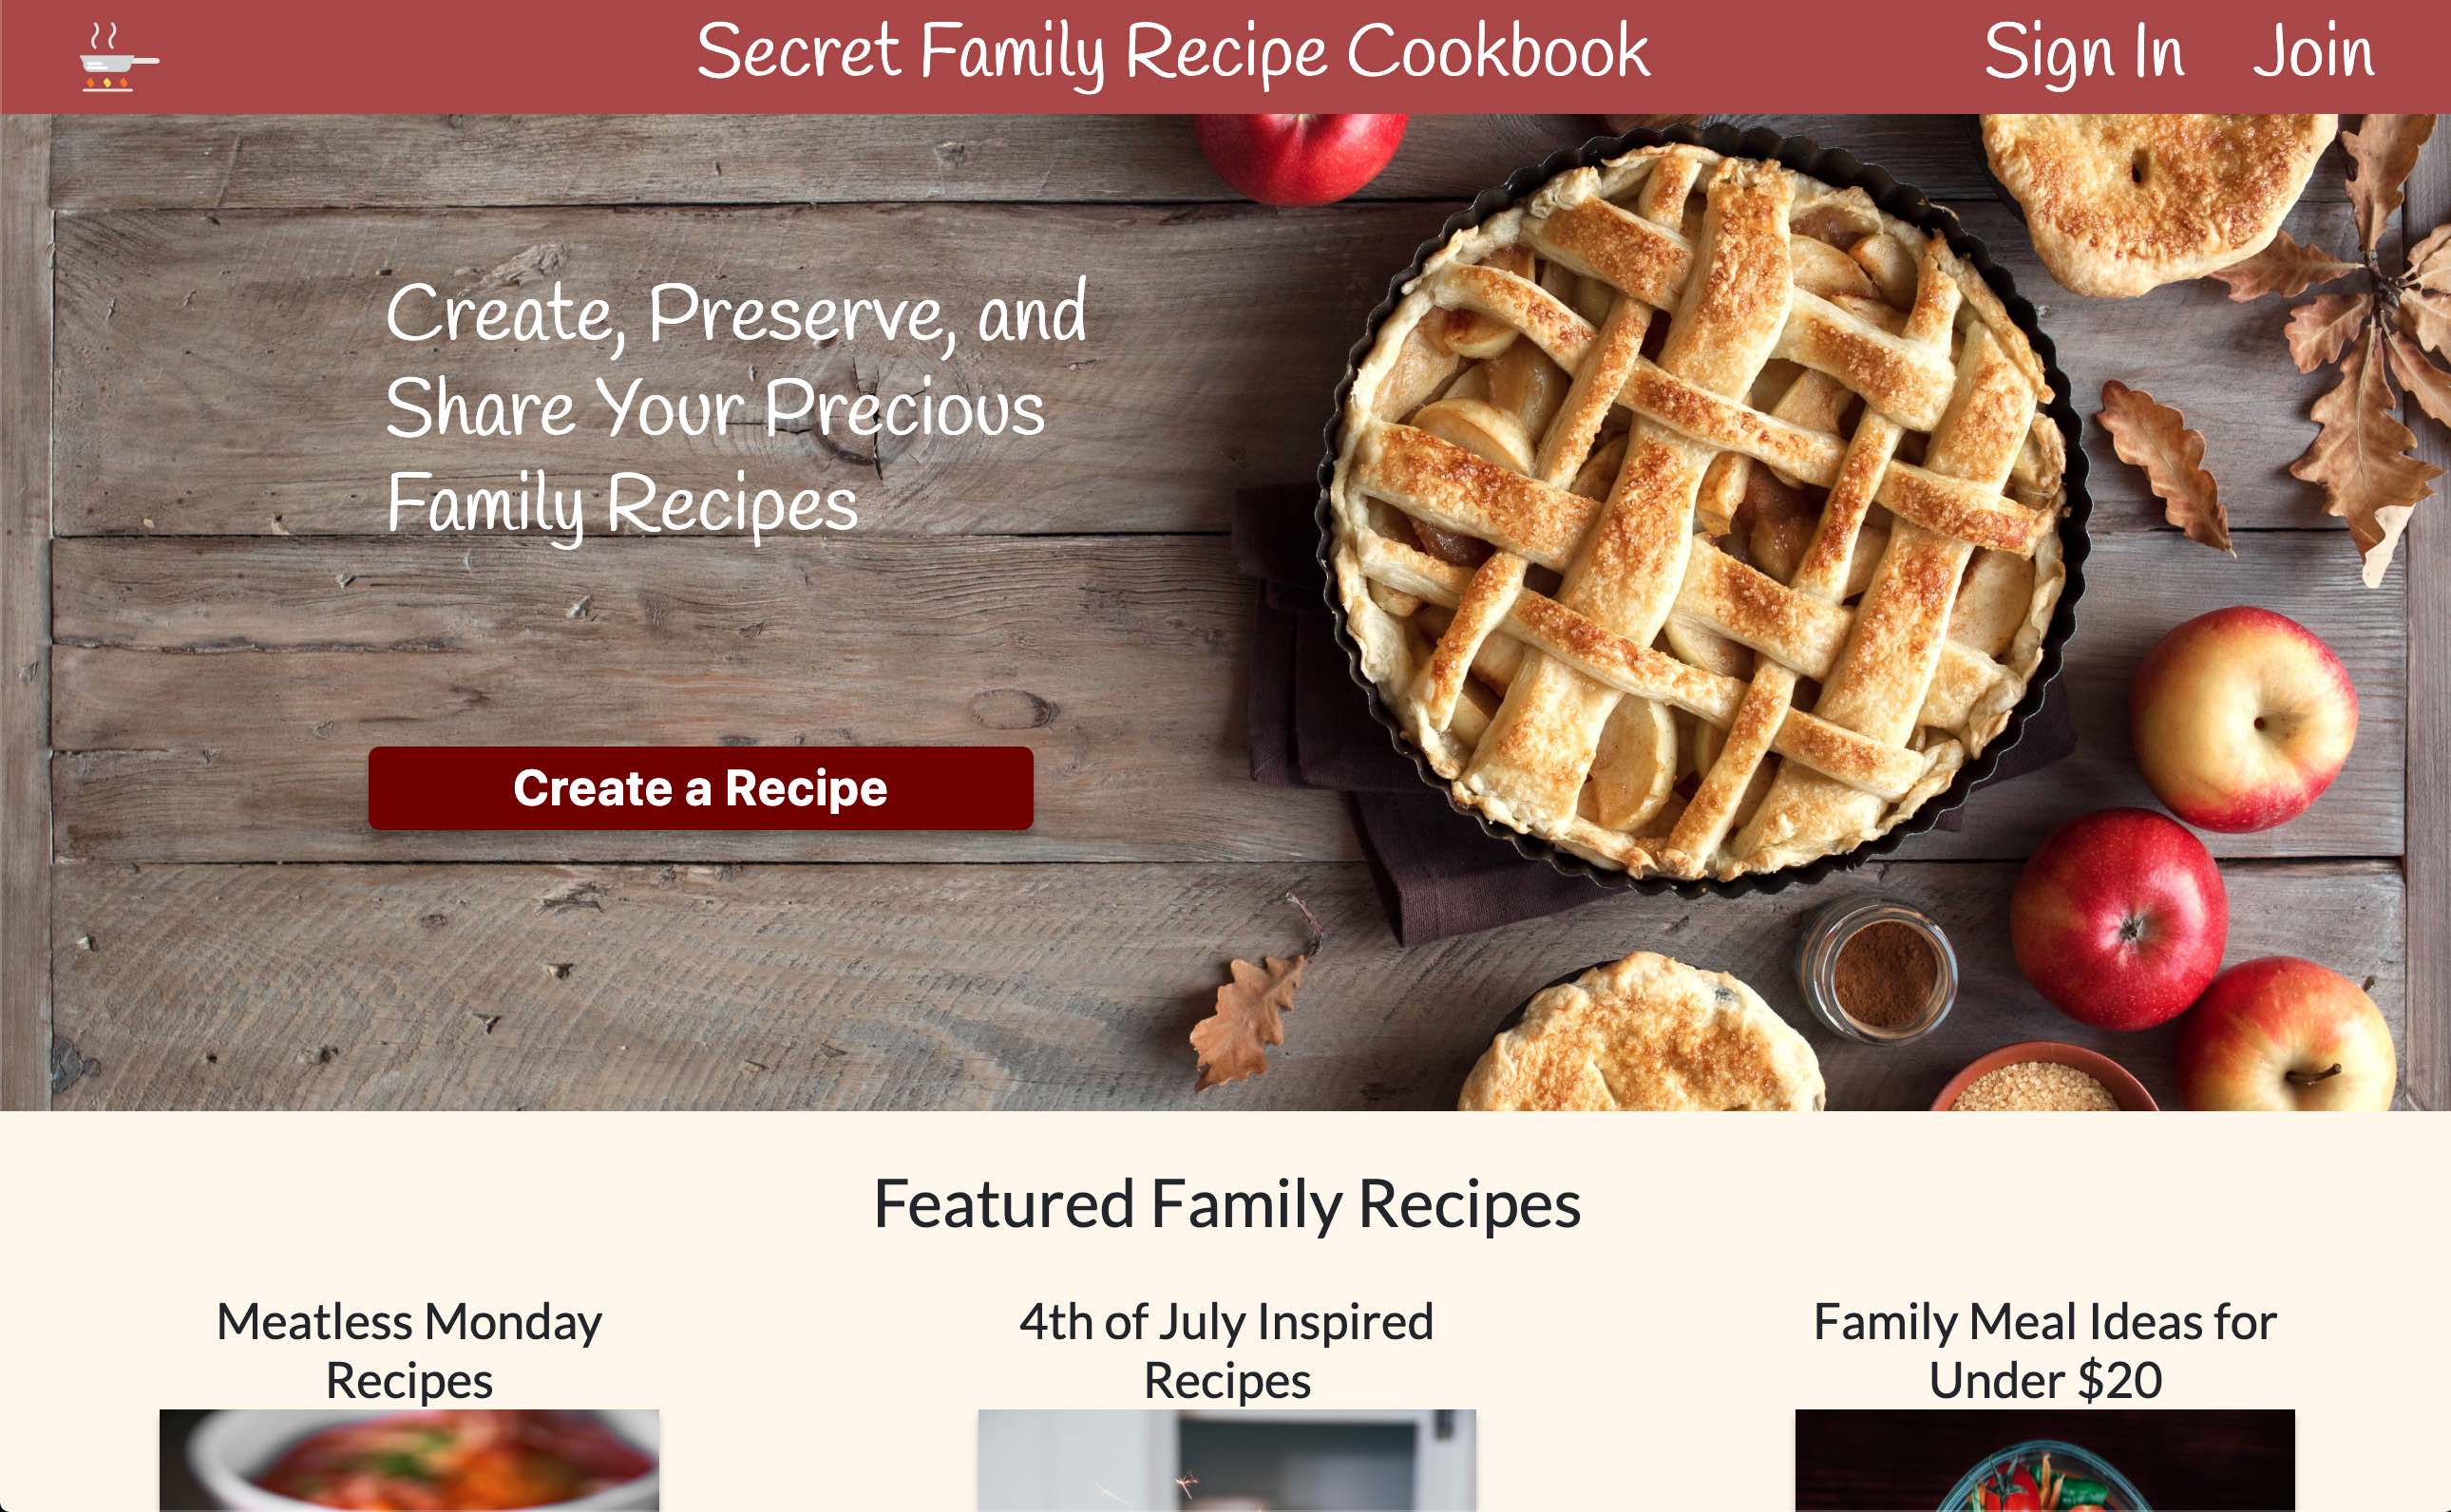 Secret Family Recipe Cookbook
Sign In
Join
Create, Preserve, and
Share Your Precious
Family Recipes
Create a Recipe
Featured Family Recipes
Meatless Monday
Recipes
4th of July Inspired
Recipes
Family Meal Ideas for
Under $20